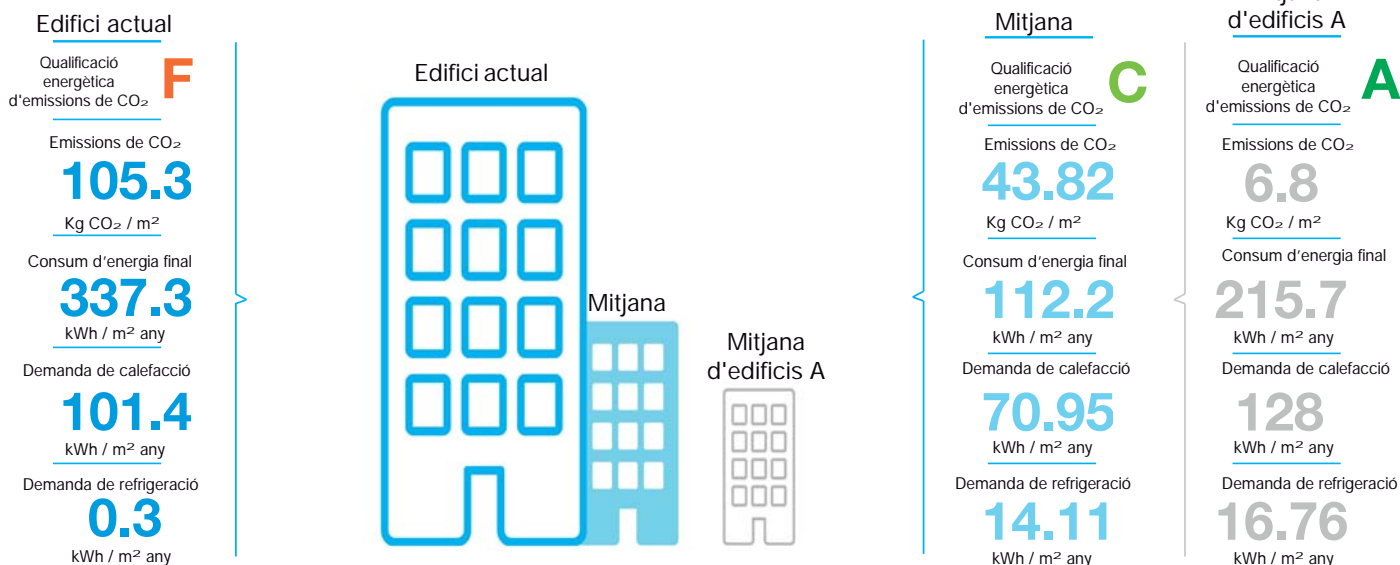 Edifici actual
Qualificació
energètica
d'emissions de CO₂
F
Emissions de CO₂
105.3
Kg CO₂ / m²
Consum d'energia final
337.3
kWh / m² any
Demanda de calefacció
101.4
kWh / m² any
Demanda de refrigeració
0.3
kWh / m² any
Edifici actual
Mitjana
Mitjana
d'edificis A
Mitjana
Qualificació
energètica
d'emissions de CO₂
C
Emissions de CO₂
43.82
Kg CO₂ / m²
Consum d'energia final
112.2
kWh / m² any
Demanda de calefacció
70.95
kWh / m² any
Demanda de refrigeració
14.11
kWh / m² any
d'edificis A
Qualificació
energètica
d'emissions de CO₂
A
Emissions de CO₂
6.8
Kg CO₂ / m²
Consum d'energia final
215.7
kWh / m² any
Demanda de calefacció
128
kWh / m² any
Demanda de refrigeració
16.76
kWh / m² any